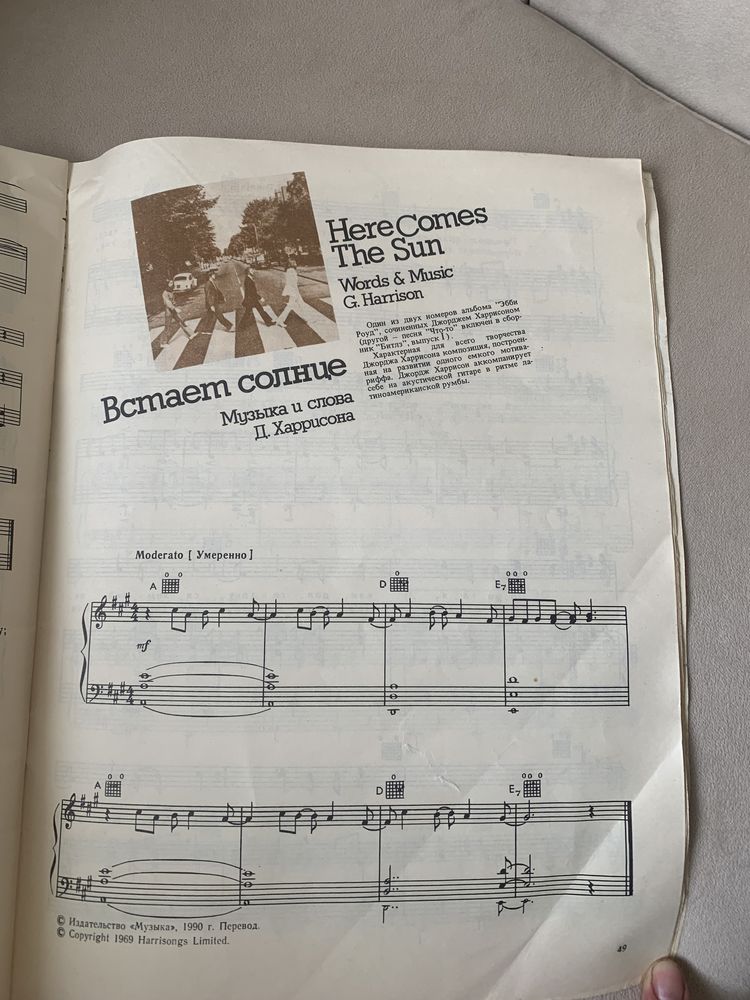 Here Comes
The Sun
Words & Music
G. Harrison
Один из двух номеров альбома "Эбби
Роуд", сочиненных Джорджем Харрисоном
(другой — песня "Что-то" включен в сбор-
ник "Битлз", выпуск 1).
Характерная для всего творчества
Джорджа Харрисона композиция, построен-
ная на развитии одного емкого мотива-
риффа. Джордж Харрисон аккомпанирует
себе на акустической гитаре в ритме ла-
тиноамериканской румбы.
Встает солнце
Музыка и слова
Д. Харрисона
Moderato [ Умеренно ]
A D E7
mf
A D E7
© Издательство «Музыка», 1990 г. Перевод.
© Copyright 1969 Harrisongs Limited.
49